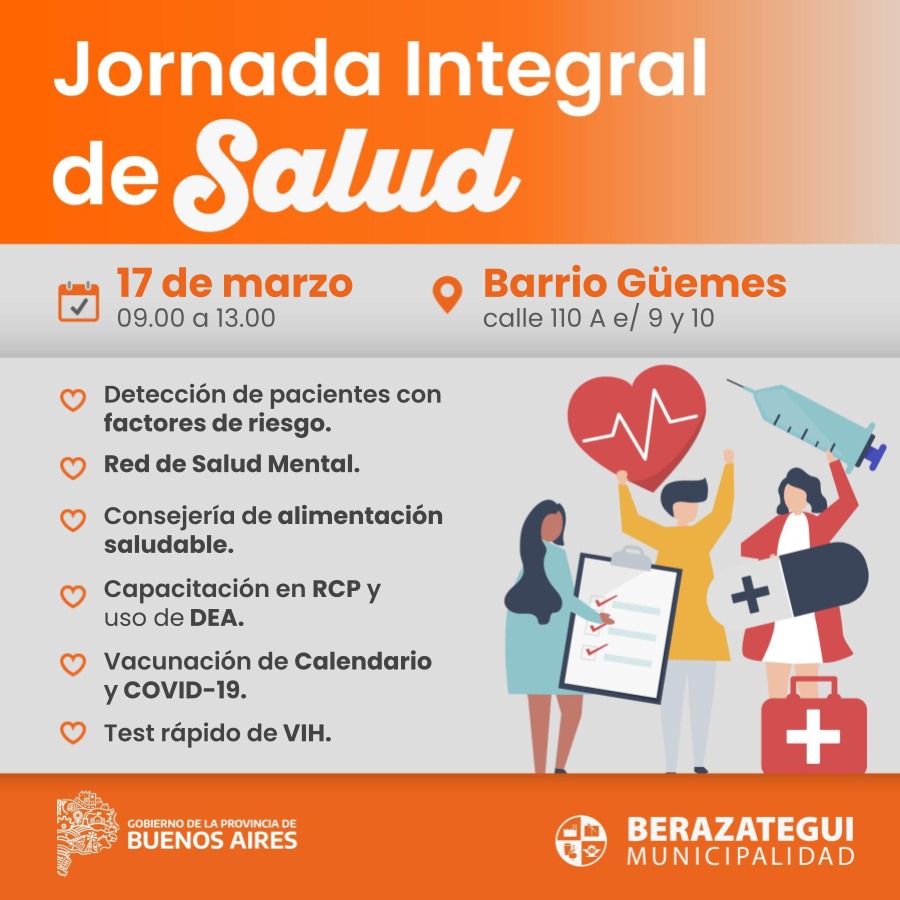 Jornada Integral
de Salud
17 de marzo
09.00 a 13.00
Barrio Güemes
calle 110 A e/ 9 y 10
Detección de pacientes con
factores de riesgo.
Red de Salud Mental.
Consejería de alimentación
saludable.
Capacitación en RCP y
uso de DEA.
Vacunación de Calendario
y COVID-19.
Test rápido de VIH.
GOBIERNO DE LA PROVINCIA DE
BUENOS AIRES
BERAZATEGUI
MUNICIPALIDAD